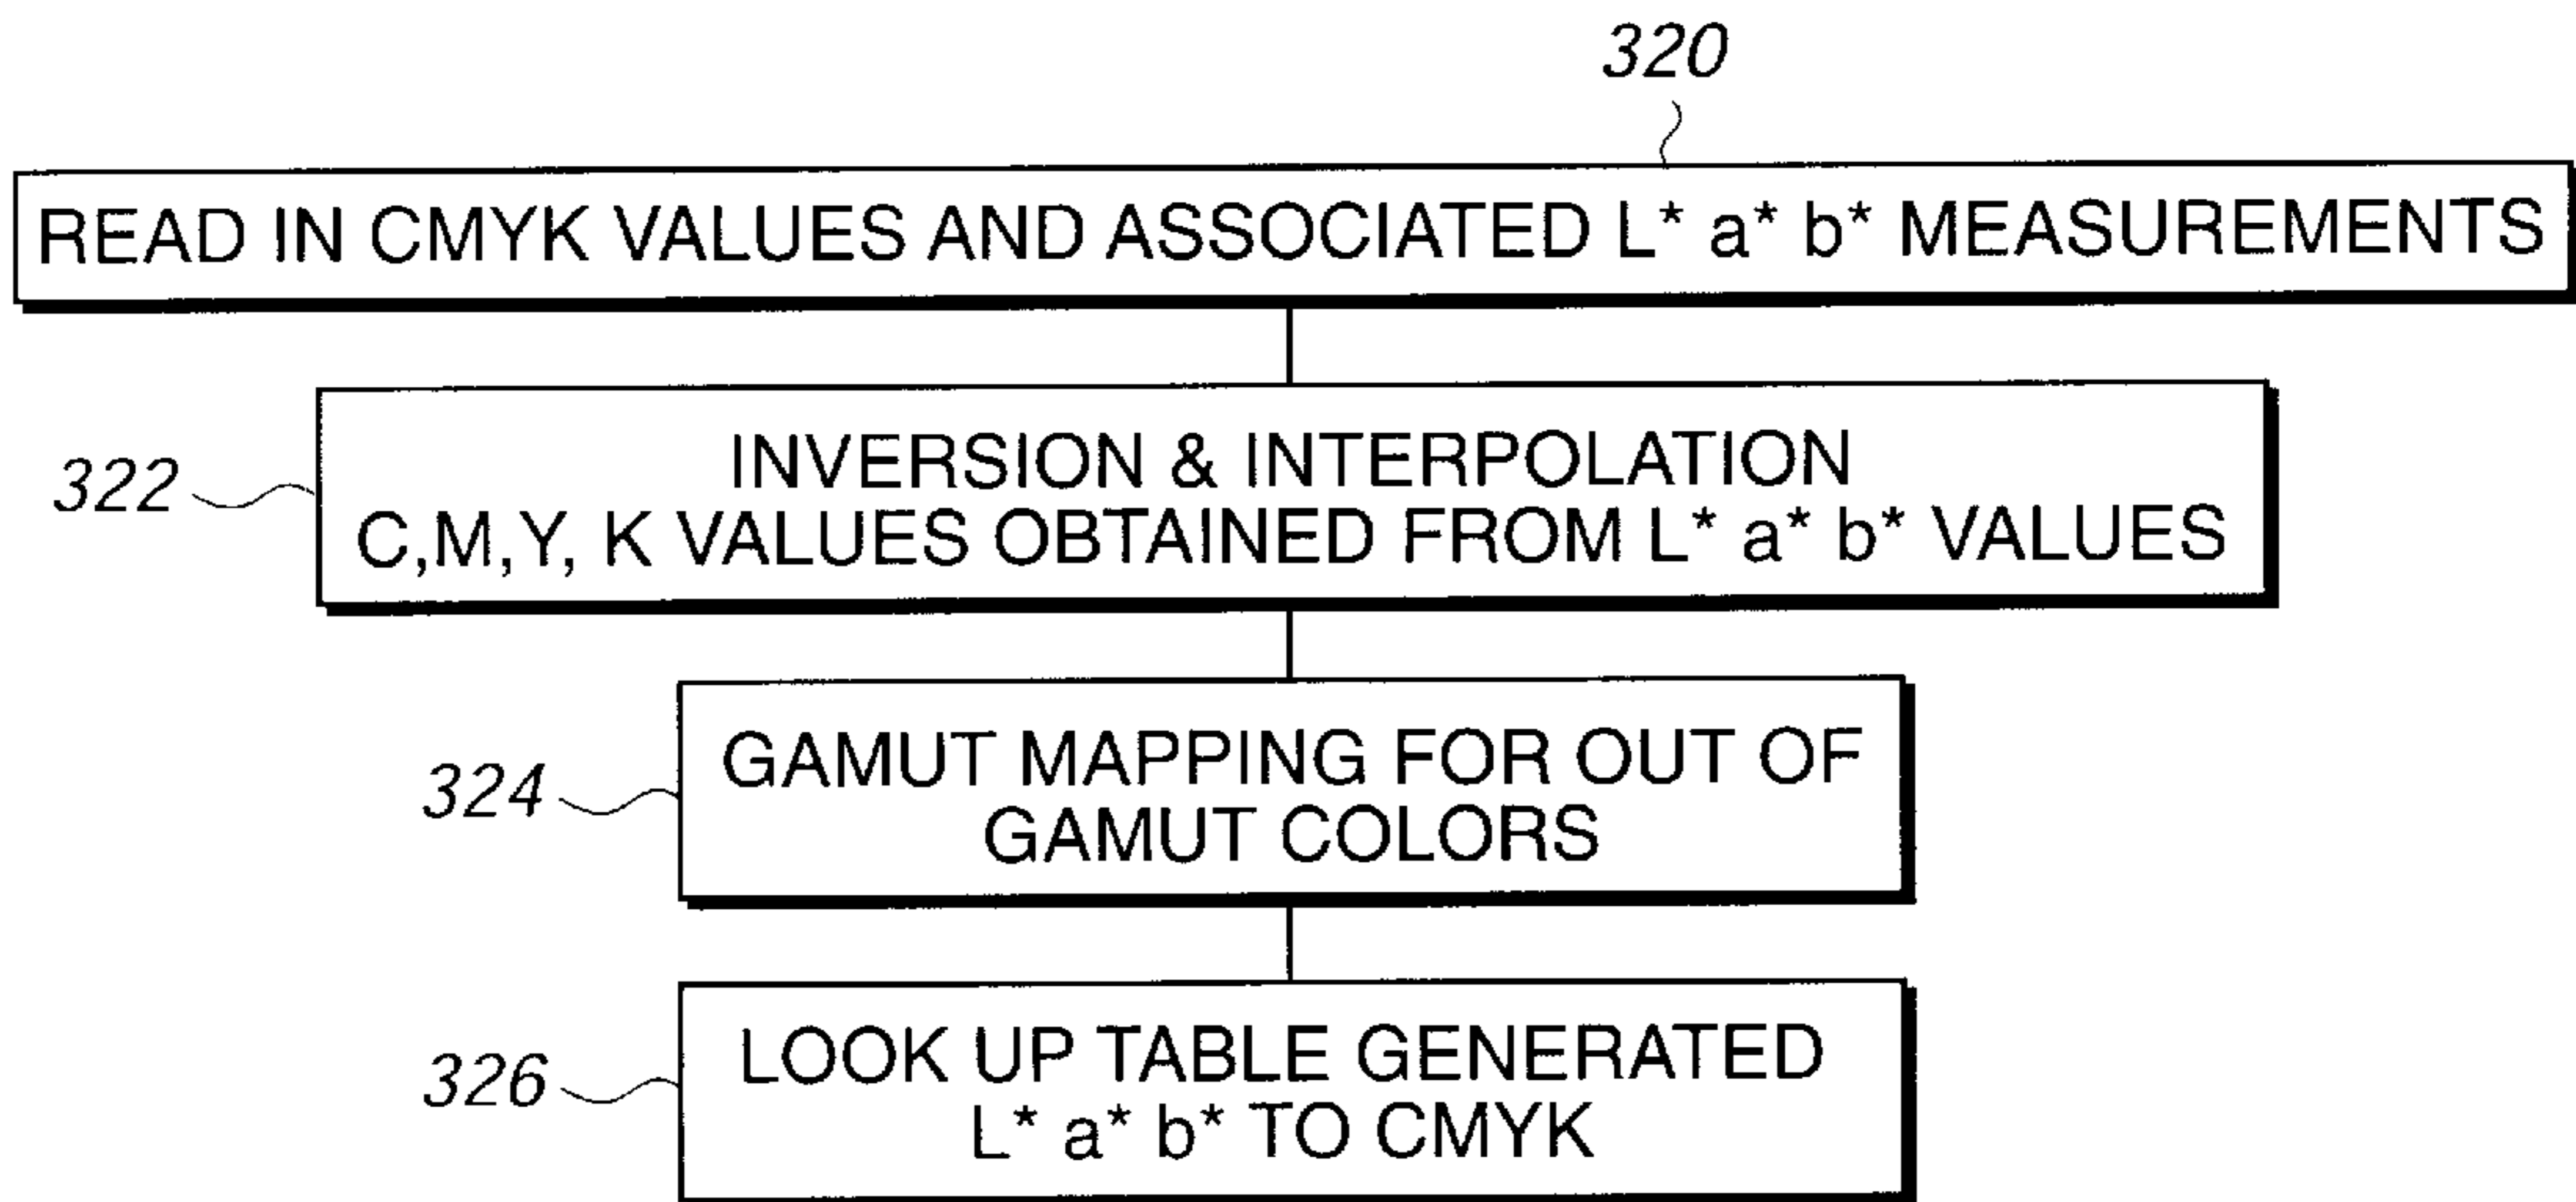 320
READ IN CMYK VALUES AND ASSOCIATED L* a* b* MEASUREMENTS
322
INVERSION & INTERPOLATION
C,M,Y, K VALUES OBTAINED FROM L* a* b* VALUES
324
GAMUT MAPPING FOR OUT OF
GAMUT COLORS
326
LOOK UP TABLE GENERATED
L* a* b* TO CMYK